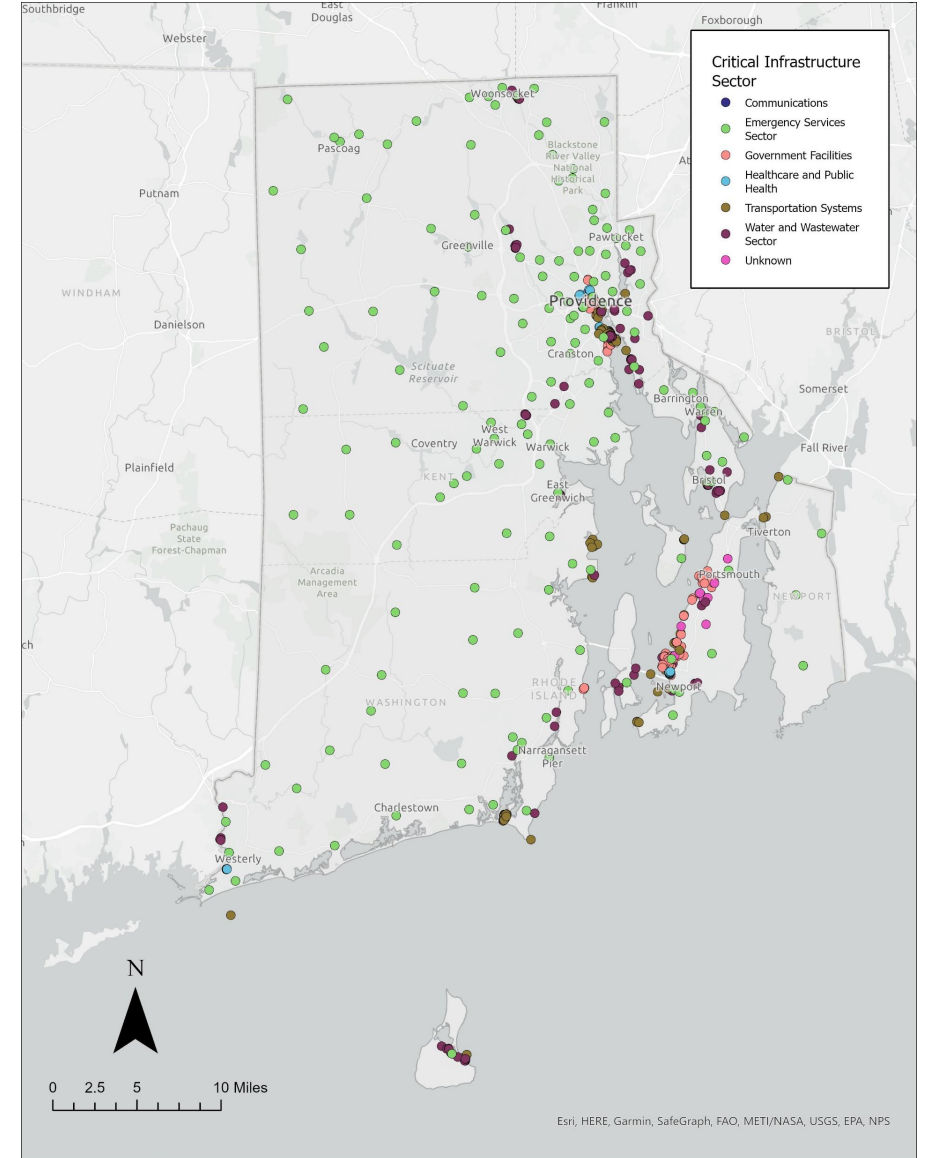 Southbridge
East
Douglas
Franklin
Foxborough
Webster
Critical Infrastructure
Sector
Communications
Emergency Services
Sector
Government Facilities
Healthcare and Public
Health
Transportation Systems
Water and Wastewater
Sector
Unknown
Woonsocket
Pascoag
Blackstone
River Valley
National
Historical
Park
At
Putnam
Pawtucket
Greenville
WINDHAM
Providence
Danielson
BRISTOL
Cranston
Scituate
Reservoir
Somerset
Barrington
Warren
West
Warwick
Coventry
Warwick
Fall River
Plainfield
KENT
Bristol
East
Greenwich
Pachaug
State
Forest-Chapman
Tiverton
Arcadia
Management
Area
Portsmouth
NEWPORT
ch
RHODE
ISLAND
Newport
WASHINGTON
Narragansett
Pier
Charlestown
Westerly
N
0 2.5 5 10 Miles
Esri, HERE, Garmin, SafeGraph, FAO, METI/NASA, USGS, EPA, NPS